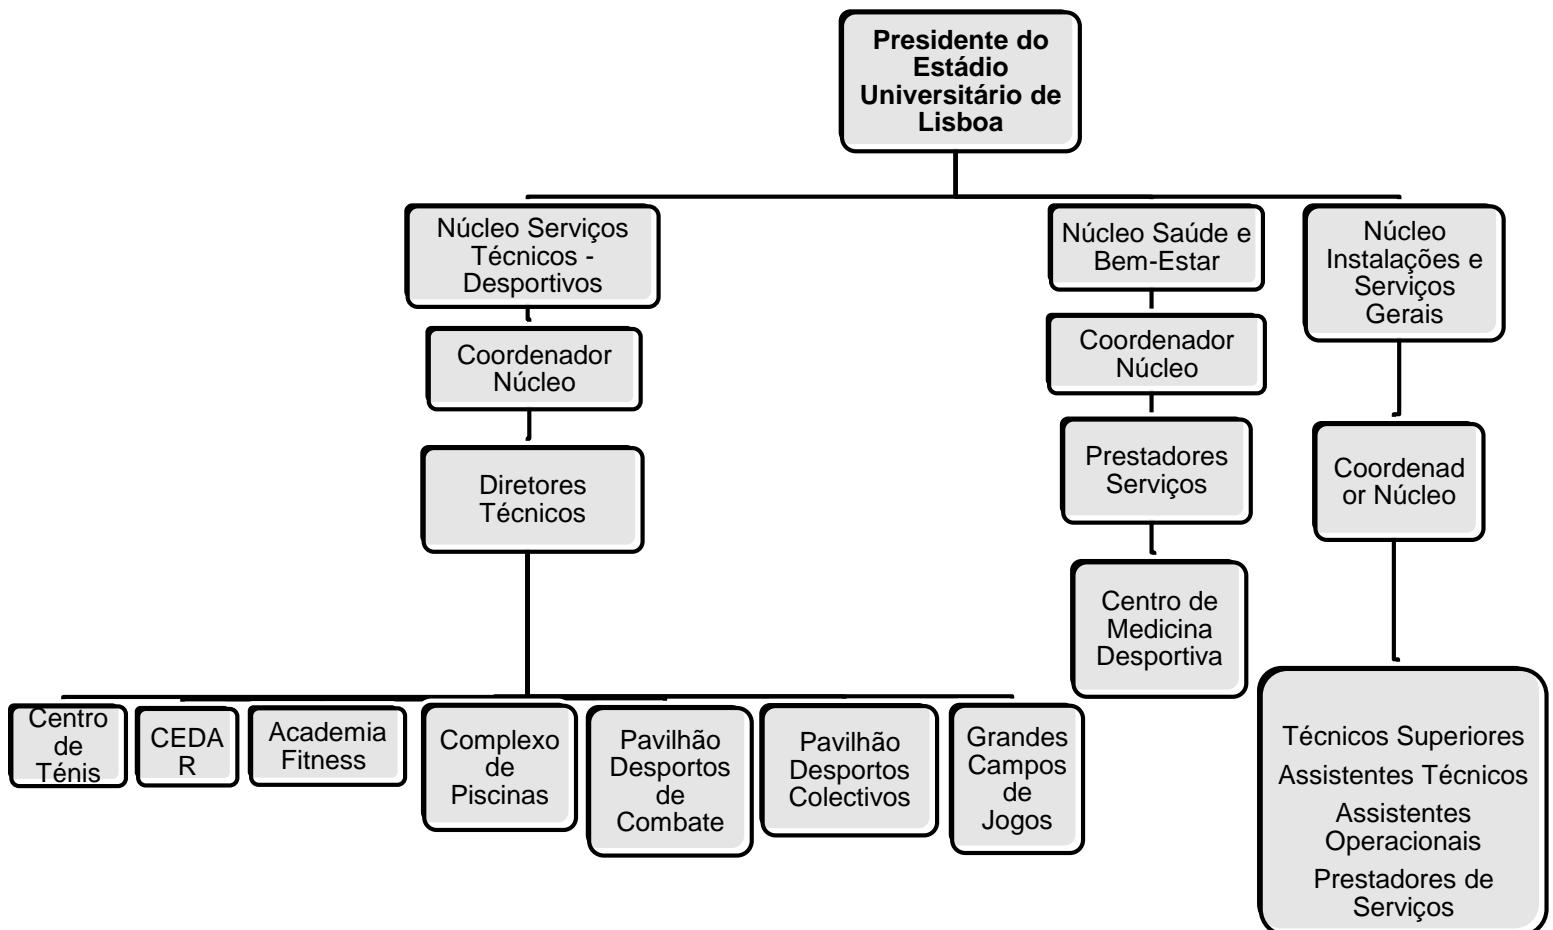 Presidente do
Estádio
Universitário de
Lisboa
Núcleo Serviços
Técnicos -
Desportivos
Núcleo Saúde e
Bem-Estar
Núcleo
Instalações e
Serviços
Gerais
Coordenador
Núcleo
Coordenador
Núcleo
Coordenad
or Núcleo
Diretores
Técnicos
Prestadores
Serviços
Centro de
Medicina
Desportiva
Centro
de
Ténis
CEDA
R
Academia
Fitness
Complexo
de
Piscinas
Pavilhão
Desportos
de
Combate
Pavilhão
Desportos
Colectivos
Grandes
Campos
de
Jogos
Técnicos Superiores
Assistentes Técnicos
Assistentes
Operacionais
Prestadores de
Serviços